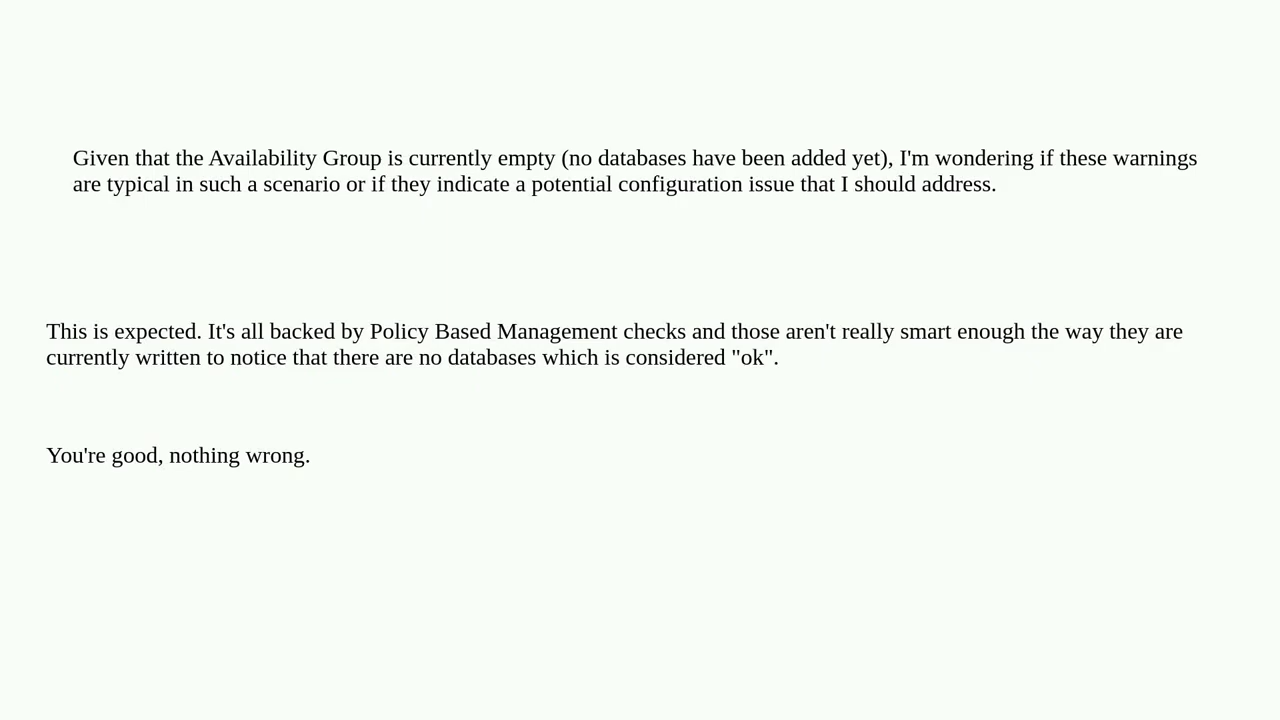 Given that the Availability Group is currently empty (no databases have been added yet), I'm wondering if these warnings
are typical in such a scenario or if they indicate a potential configuration issue that I should address.
This is expected. It's all backed by Policy Based Management checks and those aren't really smart enough the way they are
currently written to notice that there are no databases which is considered "ok".
You're good, nothing wrong.